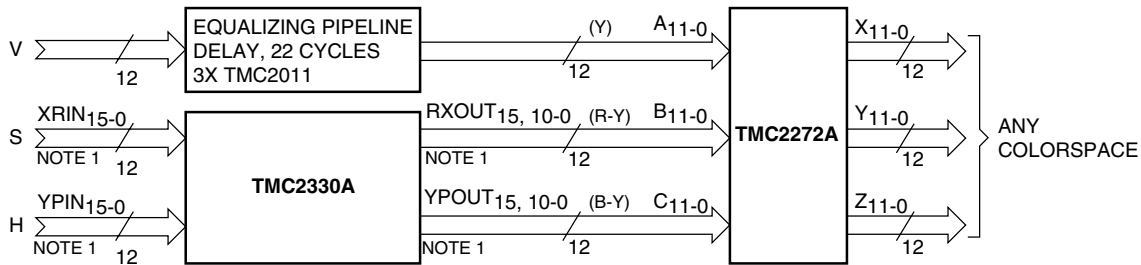 V
12
EQUALIZING PIPELINE
DELAY, 22 CYCLES
3X TMC2011
(Y)
12
A11-0
X11-0
12
S
XRIN15-0
NOTE 1
12
RXOUT15, 10-0
(R-Y)
NOTE 1
12
B11-0
TMC2272A
Y11-0
12
ANY
COLORSPACE
TMC2330A
H
YPIN15-0
NOTE 1
12
YPOUT15, 10-0
(B-Y)
NOTE 1
12
C11-0
Z11-0
12